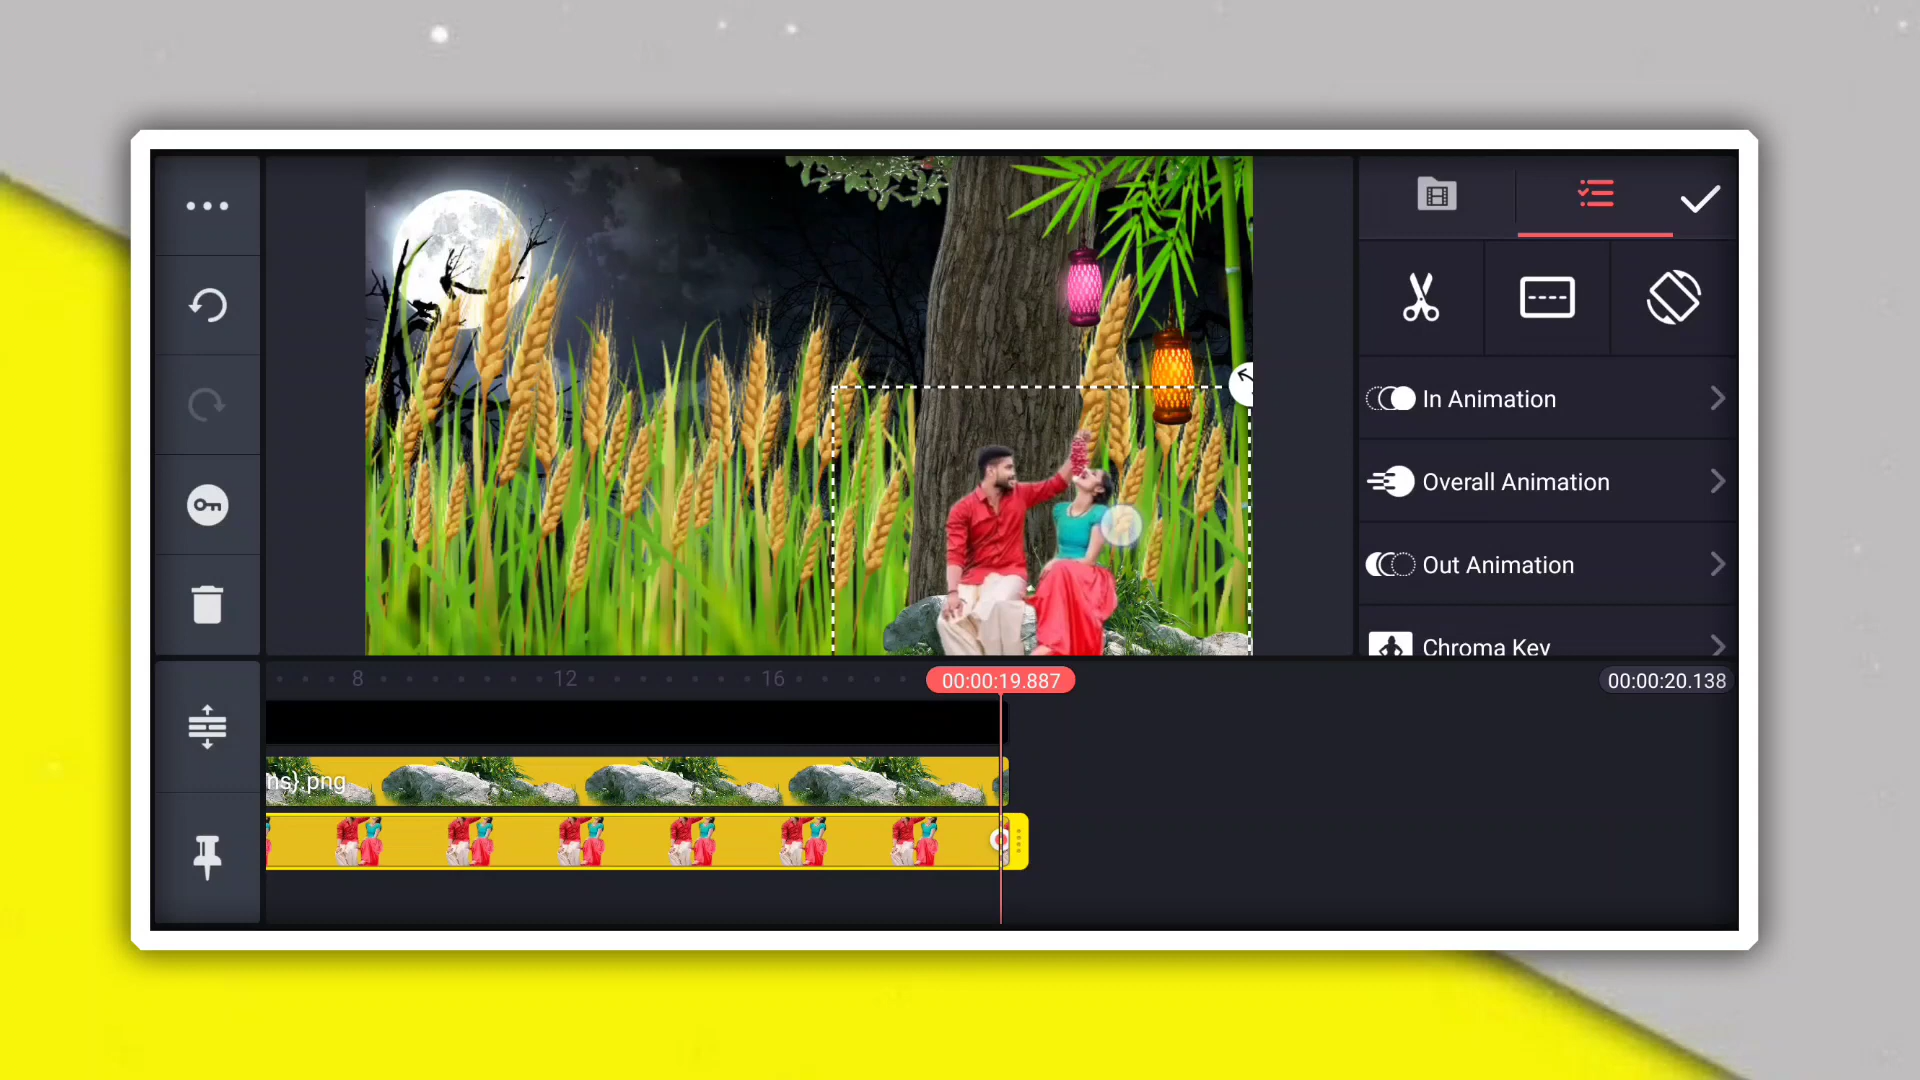 In Animation
Overall Animation
Out Animation
Chroma Key
8
12
16
00:00:19.887
00:00:20.138
ns}.png